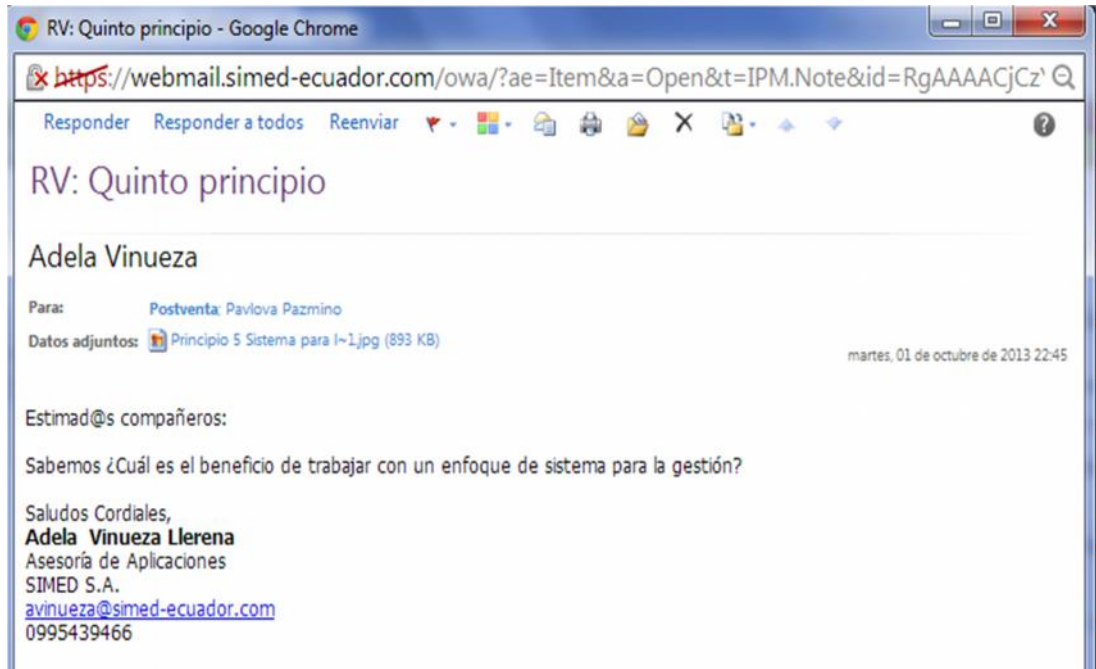 RV: Quinto principio - Google Chrome
https://webmail.simed-ecuador.com/owa/?ae=Item&a=Open&t=IPM.Note&id=RgAAAACjCz
Responder Responder a todos Reenviar
RV: Quinto principio
Adela Vinueza
Para: Postventa; Pavlova Pazmino
Datos adjuntos: Principio 5 Sistema para l~1.jpg (893 KB)
martes, 01 de octubre de 2013 22:45
Estimad@s compañeros:
Sabemos ¿Cuál es el beneficio de trabajar con un enfoque de sistema para la gestión?
Saludos Cordiales,
Adela Vinueza Llerena
Asesoría de Aplicaciones
SIMED S.A.
avinueza@simed-ecuador.com
0995439466